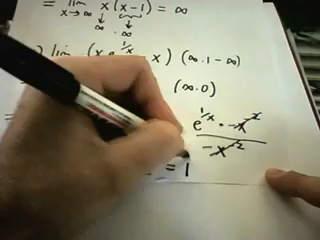 = lim x→∞ x(x-1) = ∞
↓ ↓
∞ · ∞
) lim (x e^{1/x} - x) (∞·1-∞)
(∞·0)
=
e^{1/x} · -x^{-2}
-x^{-2}
= 1